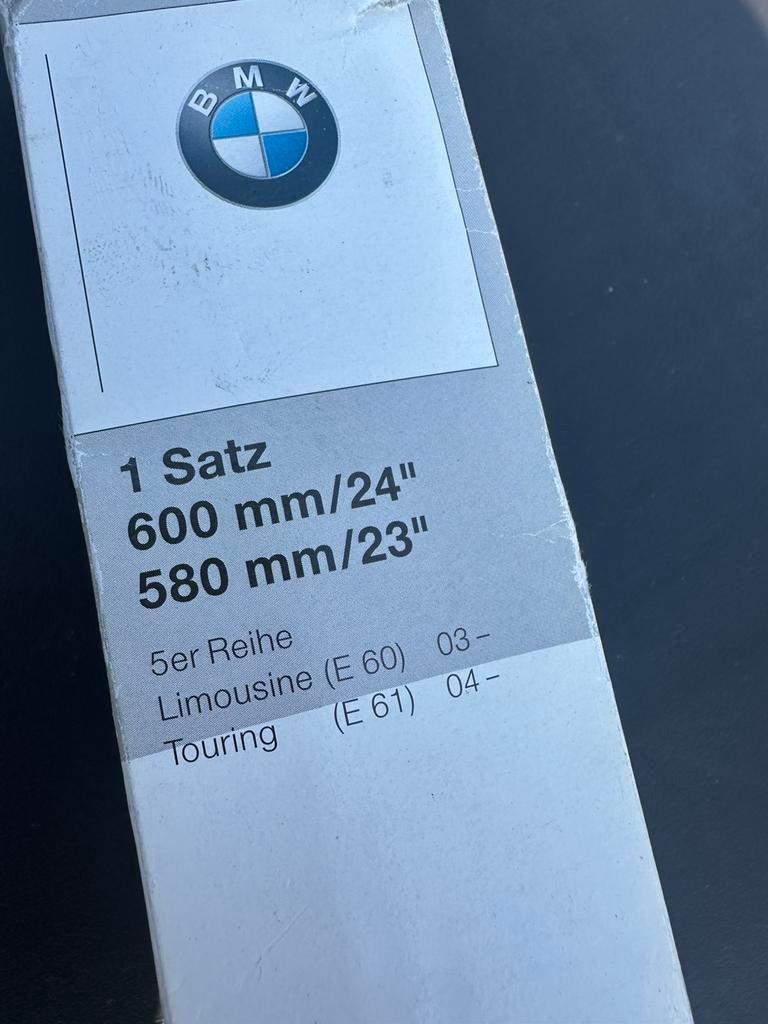 BMW
1 Satz
600 mm/24"
580 mm/23"
5er Reihe
Limousine (E 60) 03–
Touring (E 61) 04–